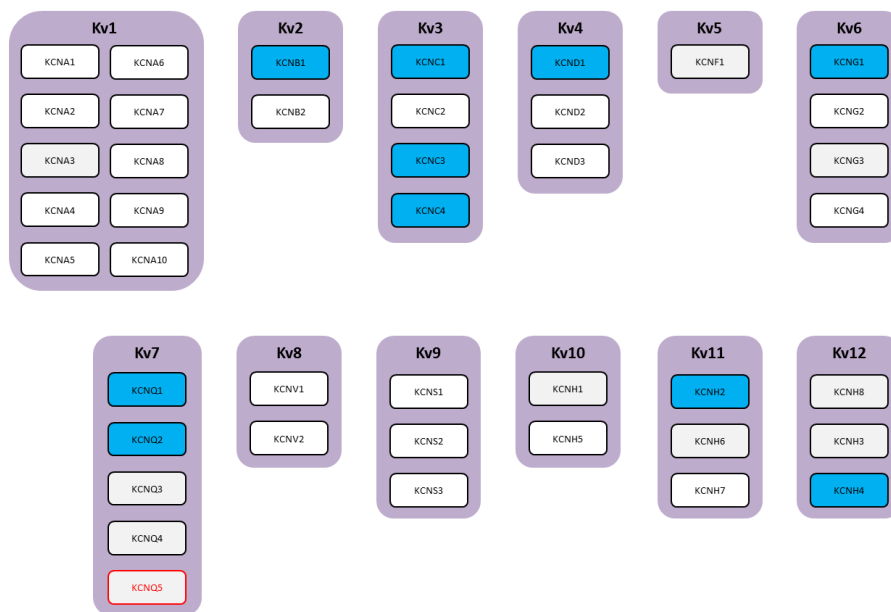 Kv1
KCNA1 KCNA6
KCNA2 KCNA7
KCNA3 KCNA8
KCNA4 KCNA9
KCNA5 KCNA10
Kv2
KCNB1
KCNB2
Kv3
KCNC1
KCNC2
KCNC3
KCNC4
Kv4
KCND1
KCND2
KCND3
Kv5
KCNF1
Kv6
KCNG1
KCNG2
KCNG3
KCNG4
Kv7
KCNQ1
KCNQ2
KCNQ3
KCNQ4
KCNQ5
Kv8
KCNV1
KCNV2
Kv9
KCNS1
KCNS2
KCNS3
Kv10
KCNH1
KCNH5
Kv11
KCNH2
KCNH6
KCNH7
Kv12
KCNH8
KCNH3
KCNH4